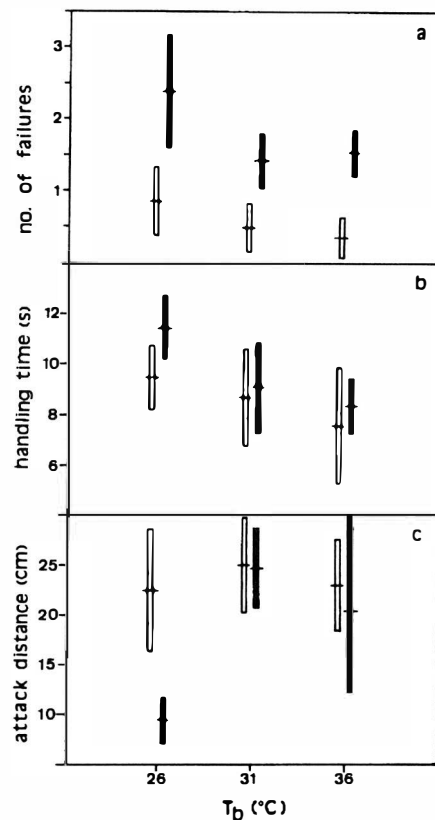 a
3
2
1
no. of failures
b
12
10
8
6
handling time (s)
c
25
20
15
10
attack distance (cm)
26 31 36
Tb (°C)